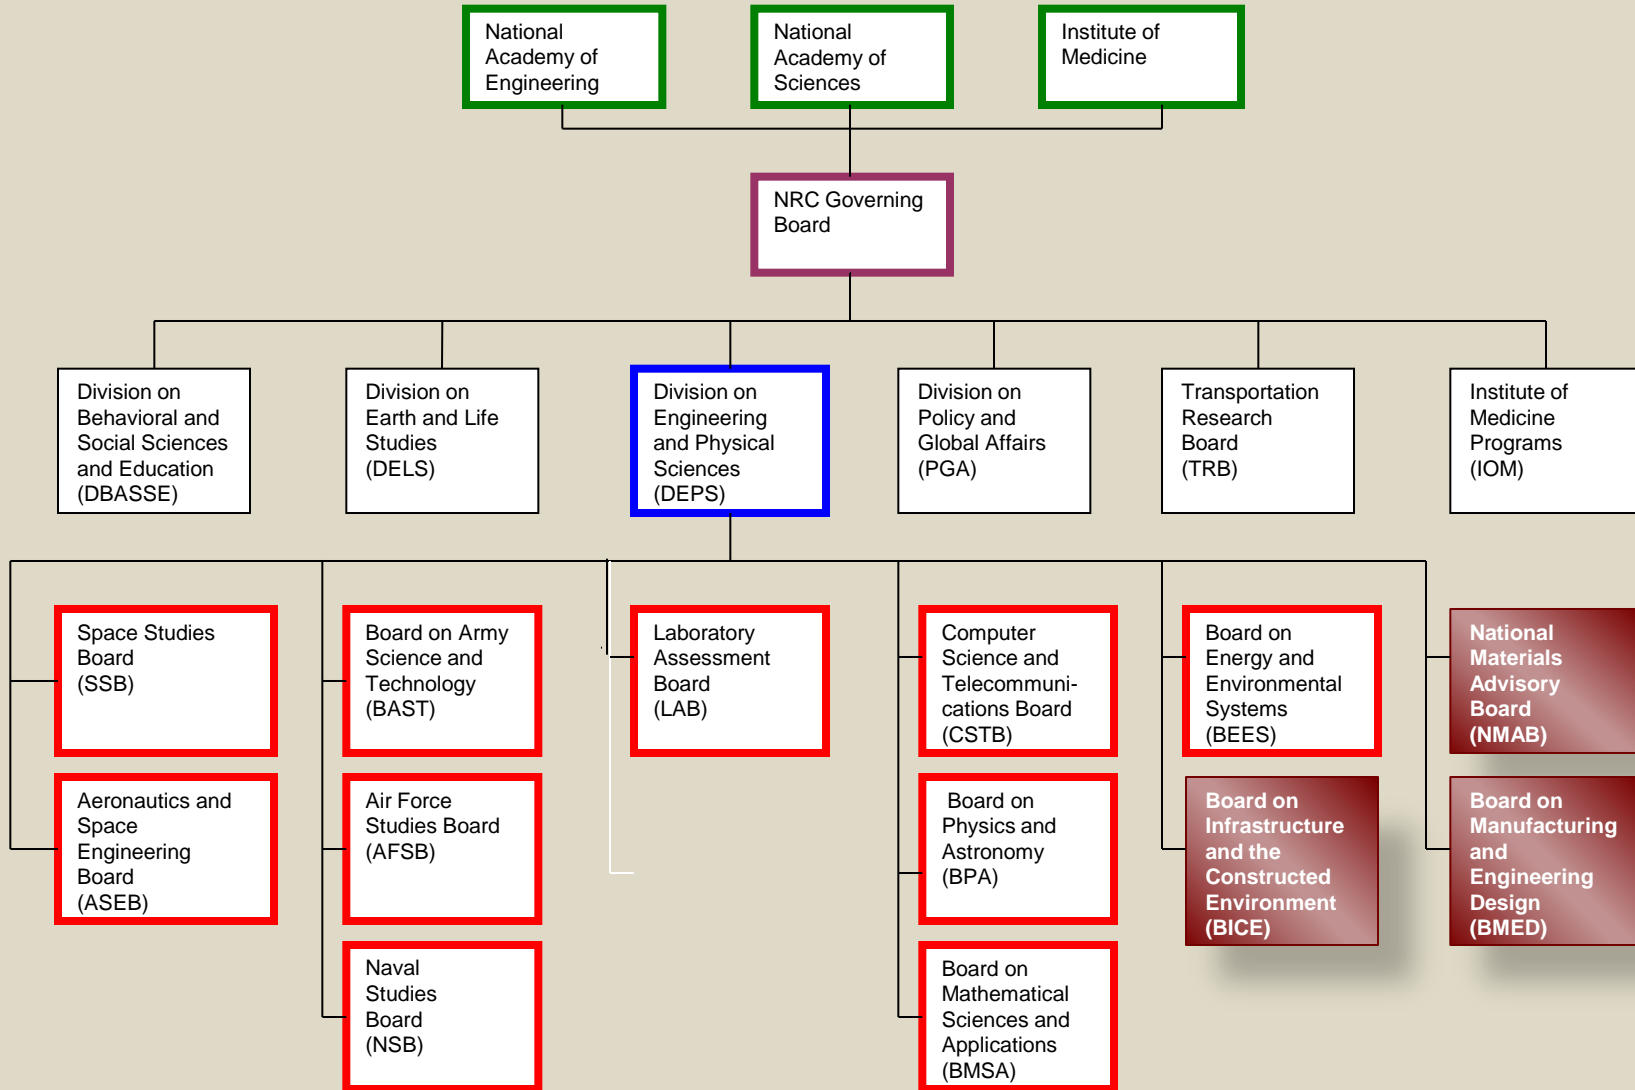 National
Academy of
Engineering
National
Academy of
Sciences
Institute of
Medicine
NRC Governing
Board
Division on
Behavioral and
Social Sciences
and Education
(DBASSE)
Division on
Earth and Life
Studies
(DELS)
Division on
Engineering
and Physical
Sciences
(DEPS)
Division on
Policy and
Global Affairs
(PGA)
Transportation
Research
Board
(TRB)
Institute of
Medicine
Programs
(IOM)
Space Studies
Board
(SSB)
Board on Army
Science and
Technology
(BAST)
Laboratory
Assessment
Board
(LAB)
Computer
Science and
Telecommuni-
cations Board
(CSTB)
Board on
Energy and
Environmental
Systems
(BEES)
National
Materials
Advisory
Board
(NMAB)
Aeronautics and
Space
Engineering
Board
(ASEB)
Air Force
Studies Board
(AFSB)
Board on
Physics and
Astronomy
(BPA)
Board on
Infrastructure
and the
Constructed
Environment
(BICE)
Board on
Manufacturing
and
Engineering
Design
(BMED)
Naval
Studies
Board
(NSB)
Board on
Mathematical
Sciences and
Applications
(BMSA)